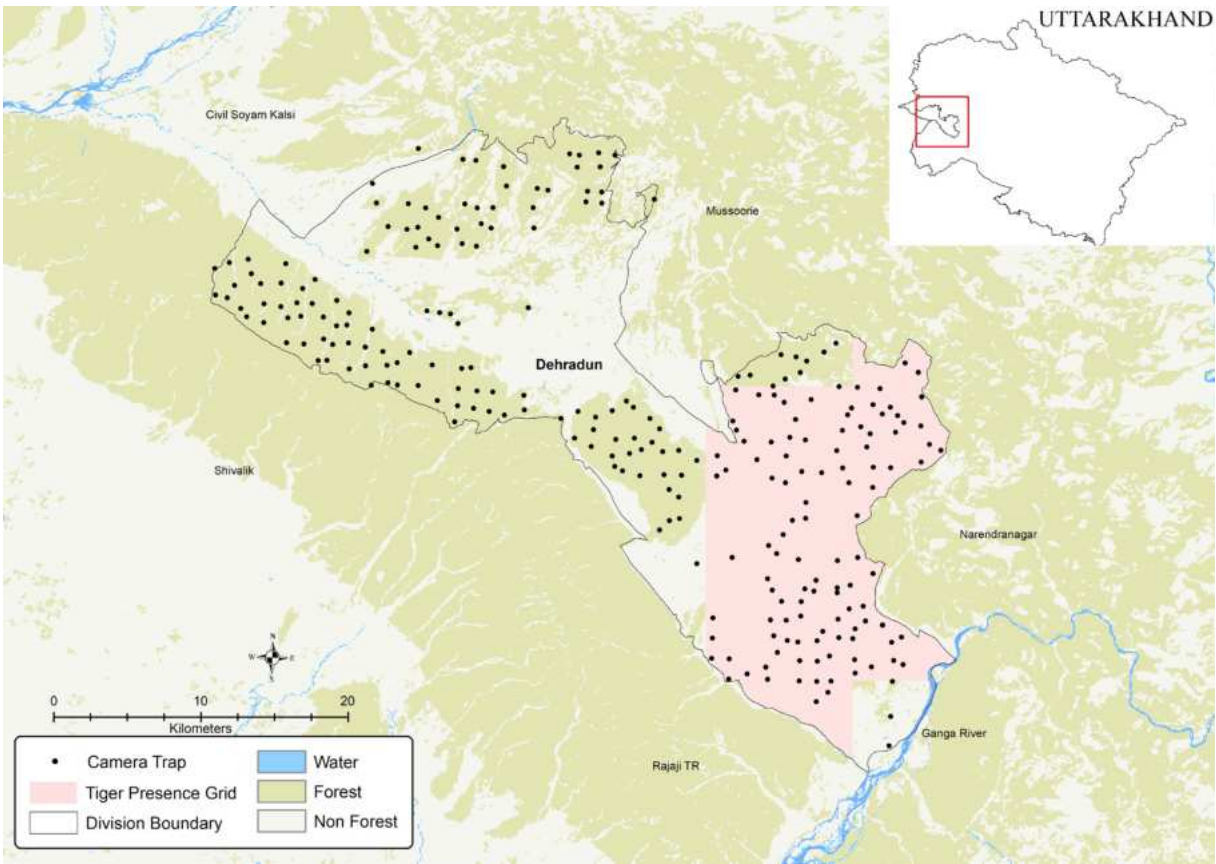 UTTARAKHAND
Civil Soyam Kalsi
Mussoorie
Dehradun
Shivalik
Narendranagar
N
W E
S
0 10 20
Kilometers
Ganga River
Rajaji TR
Camera Trap
Water
Tiger Presence Grid
Forest
Division Boundary
Non Forest